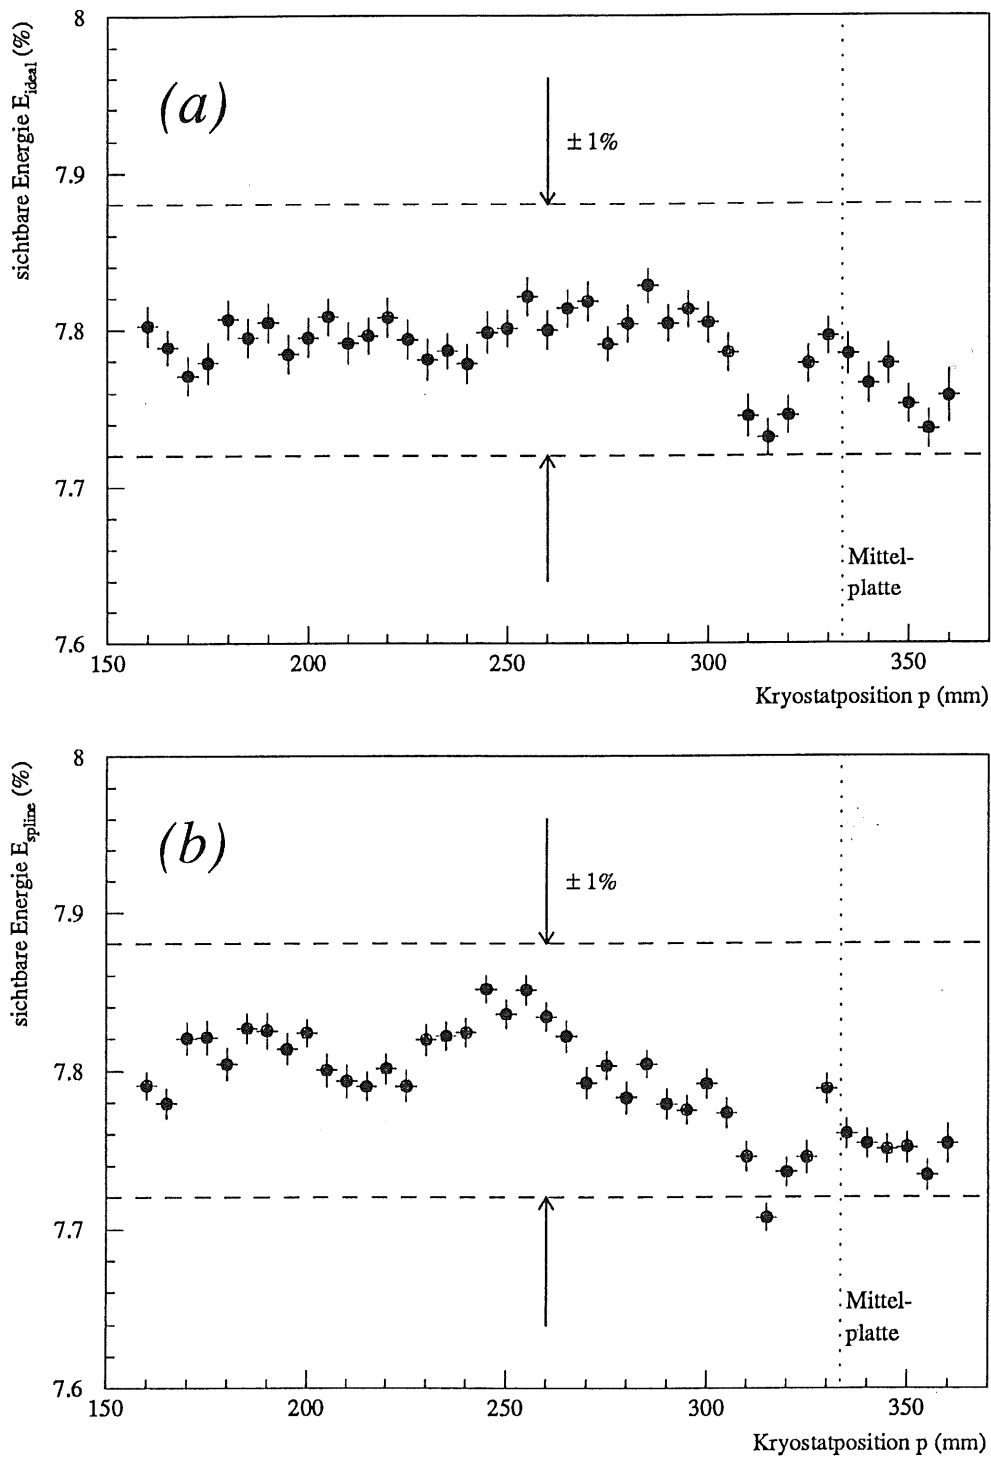 sichtbare Energie E_ideal (%)
8
(a)
± 1%
7.9
7.8
7.7
Mittel-
platte
7.6
150 200 250 300 350
Kryostatposition p (mm)
sichtbare Energie E_spline (%)
8
(b)
± 1%
7.9
7.8
7.7
Mittel-
platte
7.6
150 200 250 300 350
Kryostatposition p (mm)